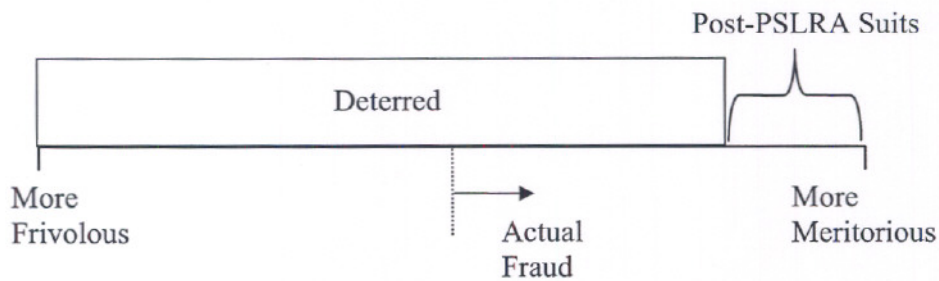 Post-PSLRA Suits
Deterred
More
Frivolous
Actual
Fraud
More
Meritorious